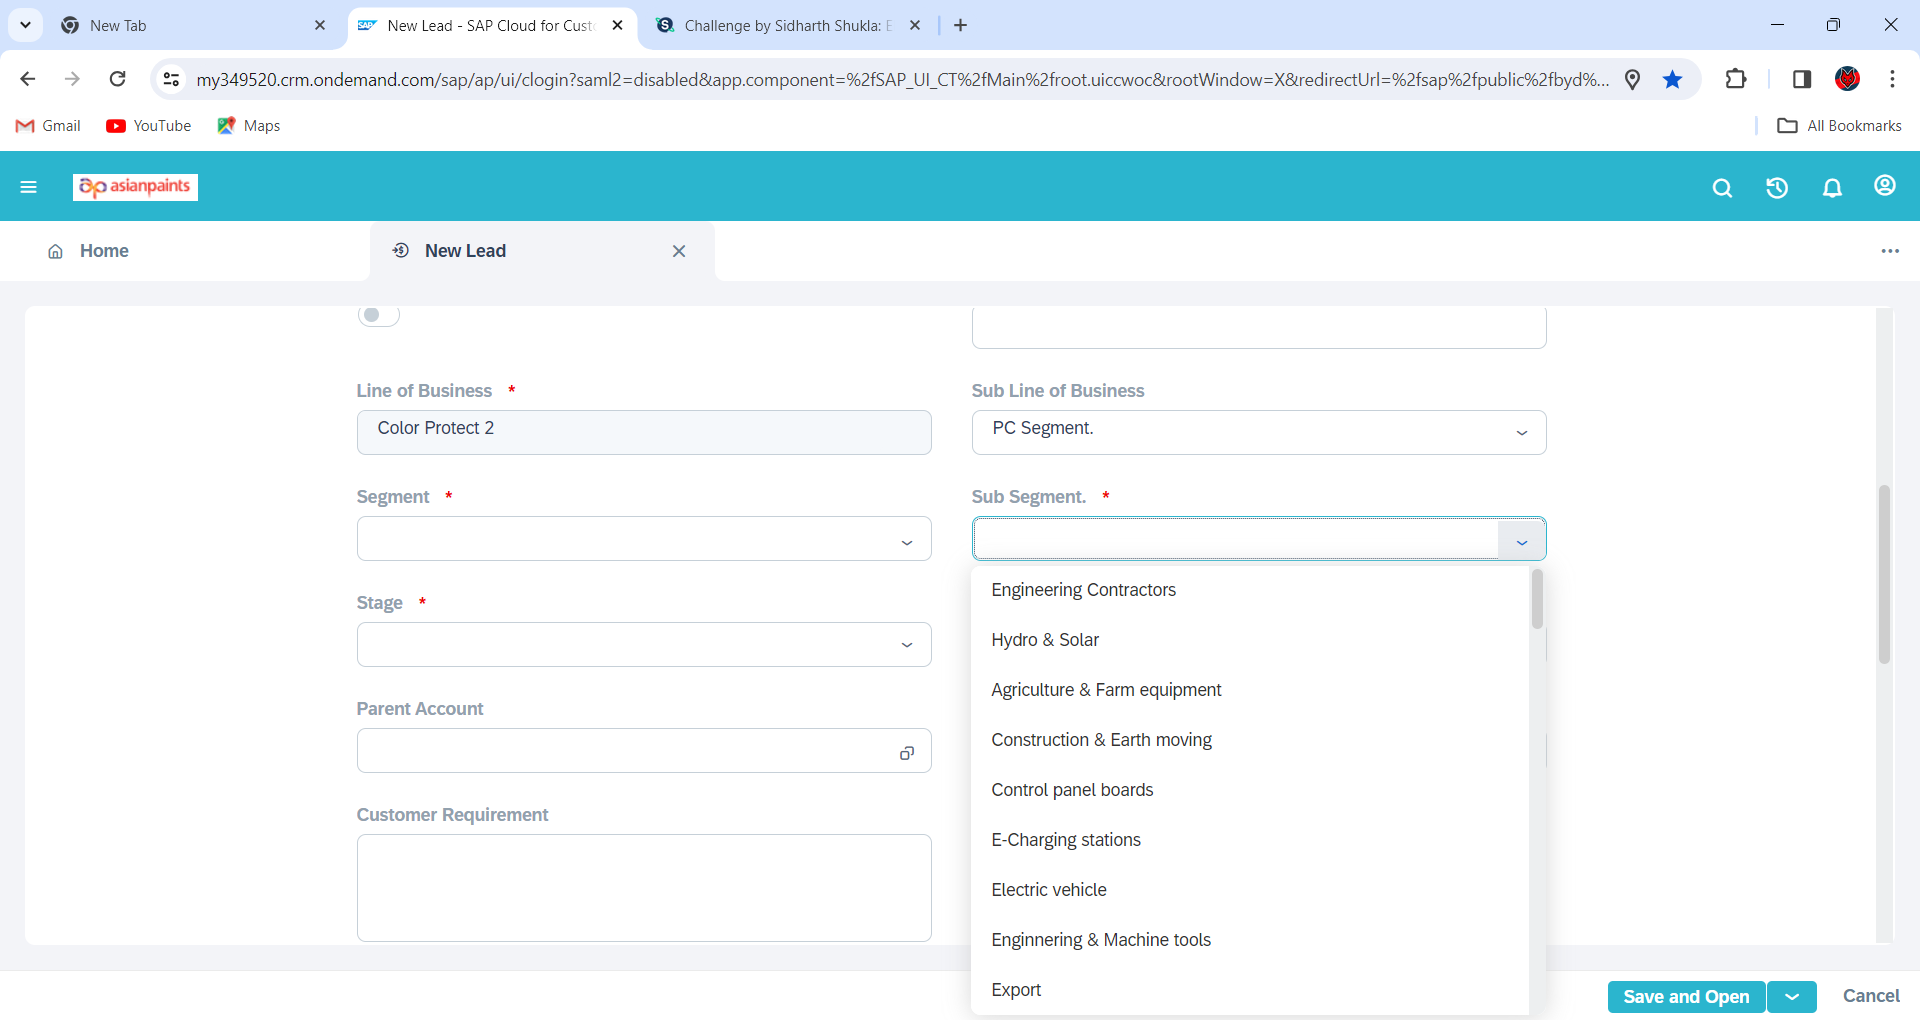 New Tab
New Lead - SAP Cloud for Custo
Challenge by Sidharth Shukla: E
my349520.crm.ondemand.com/sap/ap/ui/clogin?saml2=disabled&app.component=%2fSAP_UI_CT%2fMain%2froot.uiccwoc&rootWindow=X&redirectUrl=%2fsap%2fpublic%2fbyd%...
Gmail
YouTube
Maps
All Bookmarks
asianpaints
Home
New Lead
Line of Business *
Sub Line of Business
Color Protect 2
PC Segment.
Segment *
Sub Segment. *
Engineering Contractors
Stage *
Hydro & Solar
Agriculture & Farm equipment
Parent Account
Construction & Earth moving
Control panel boards
Customer Requirement
E-Charging stations
Electric vehicle
Enginnering & Machine tools
Export
Save and Open
Cancel